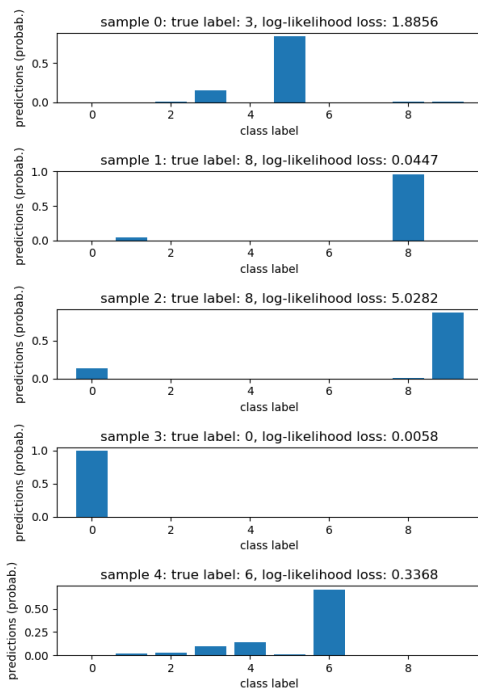 sample 0: true label: 3, log-likelihood loss: 1.8856
predictions (probab.)
0.5
0.0
0 2 4 6 8
class label
sample 1: true label: 8, log-likelihood loss: 0.0447
predictions (probab.)
1.0
0.5
0.0
0 2 4 6 8
class label
sample 2: true label: 8, log-likelihood loss: 5.0282
predictions (probab.)
0.5
0.0
0 2 4 6 8
class label
sample 3: true label: 0, log-likelihood loss: 0.0058
predictions (probab.)
1.0
0.5
0.0
0 2 4 6 8
class label
sample 4: true label: 6, log-likelihood loss: 0.3368
predictions (probab.)
0.50
0.25
0.00
0 2 4 6 8
class label